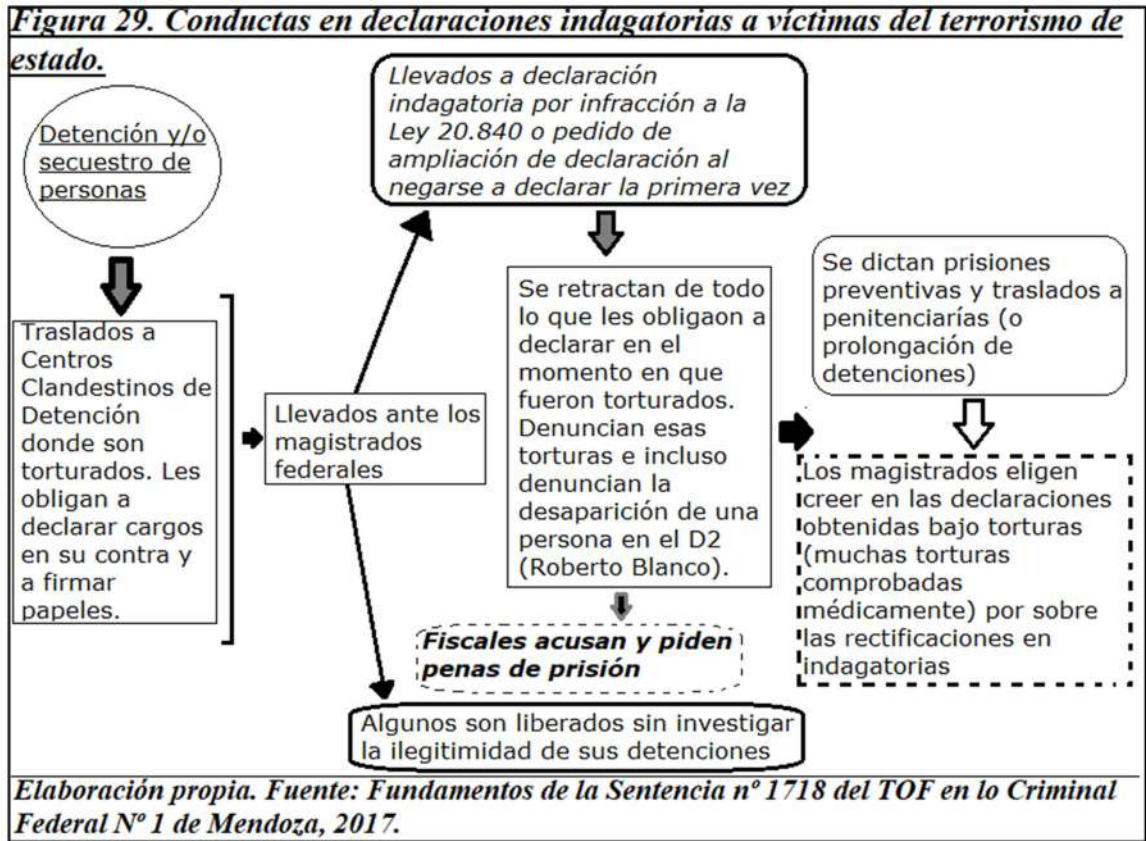 Figura 29. Conductas en declaraciones indagatorias a víctimas del terrorismo de
estado.
Detención y/o
secuestro de
personas
Traslados a
Centros
Clandestinos de
Detención
donde son
torturados. Les
obligan a
declarar cargos
en su contra y
a firmar
papeles.
Llevados ante los
magistrados
federales
Llevados a declaración
indagatoria por infracción a la
Ley 20.840 o pedido de
ampliación de declaración al
negarse a declarar la primera vez
Se retractan de todo
lo que les obligaon a
declarar en el
momento en que
fueron torturados.
Denuncian esas
torturas e incluso
denuncian la
desaparición de una
persona en el D2
(Roberto Blanco).
Fiscales acusan y piden
penas de prisión
Algunos son liberados sin investigar
la ilegitimidad de sus detenciones
Se dictan prisiones
preventivas y traslados a
penitenciarías (o
prolongación de
detenciones)
Los magistrados eligen
creer en las declaraciones
obtenidas bajo torturas
(muchas torturas
comprobadas
médicamente) por sobre
las rectificaciones en
indagatorias
Elaboración propia. Fuente: Fundamentos de la Sentencia nº 1718 del TOF en lo Criminal
Federal Nº 1 de Mendoza, 2017.